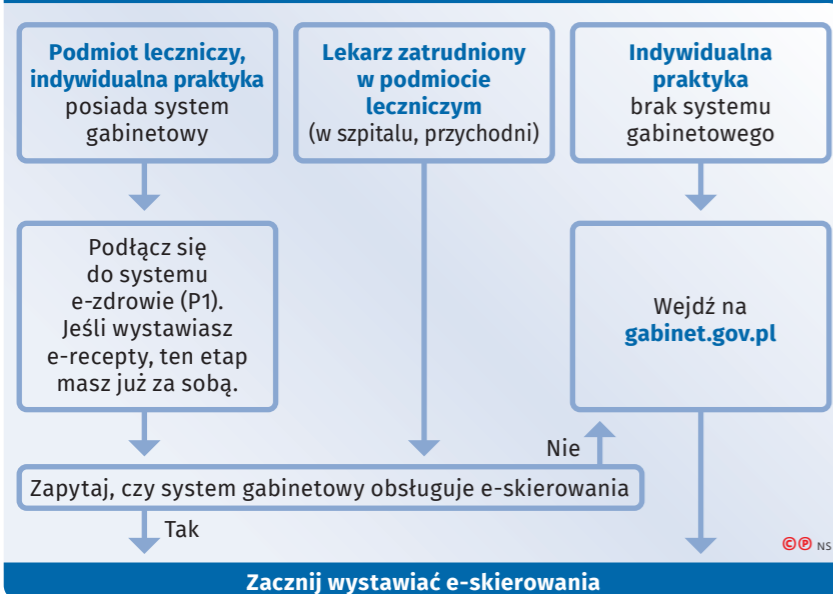 Podmiot leczniczy,
indywidualna praktyka
posiada system
gabinetowy
Lekarz zatrudniony
w podmiocie
leczniczym
(w szpitalu, przychodni)
Indywidualna
praktyka
brak systemu
gabinetowego
Podłącz się
do systemu
e-zdrowie (P1).
Jeśli wystawiasz
e-recepty, ten etap
masz już za sobą.
Wejdź na
gabinet.gov.pl
Nie
Zapytaj, czy system gabinetowy obsługuje e-skierowania
Tak
©℗ NS
Zacznij wystawiać e-skierowania